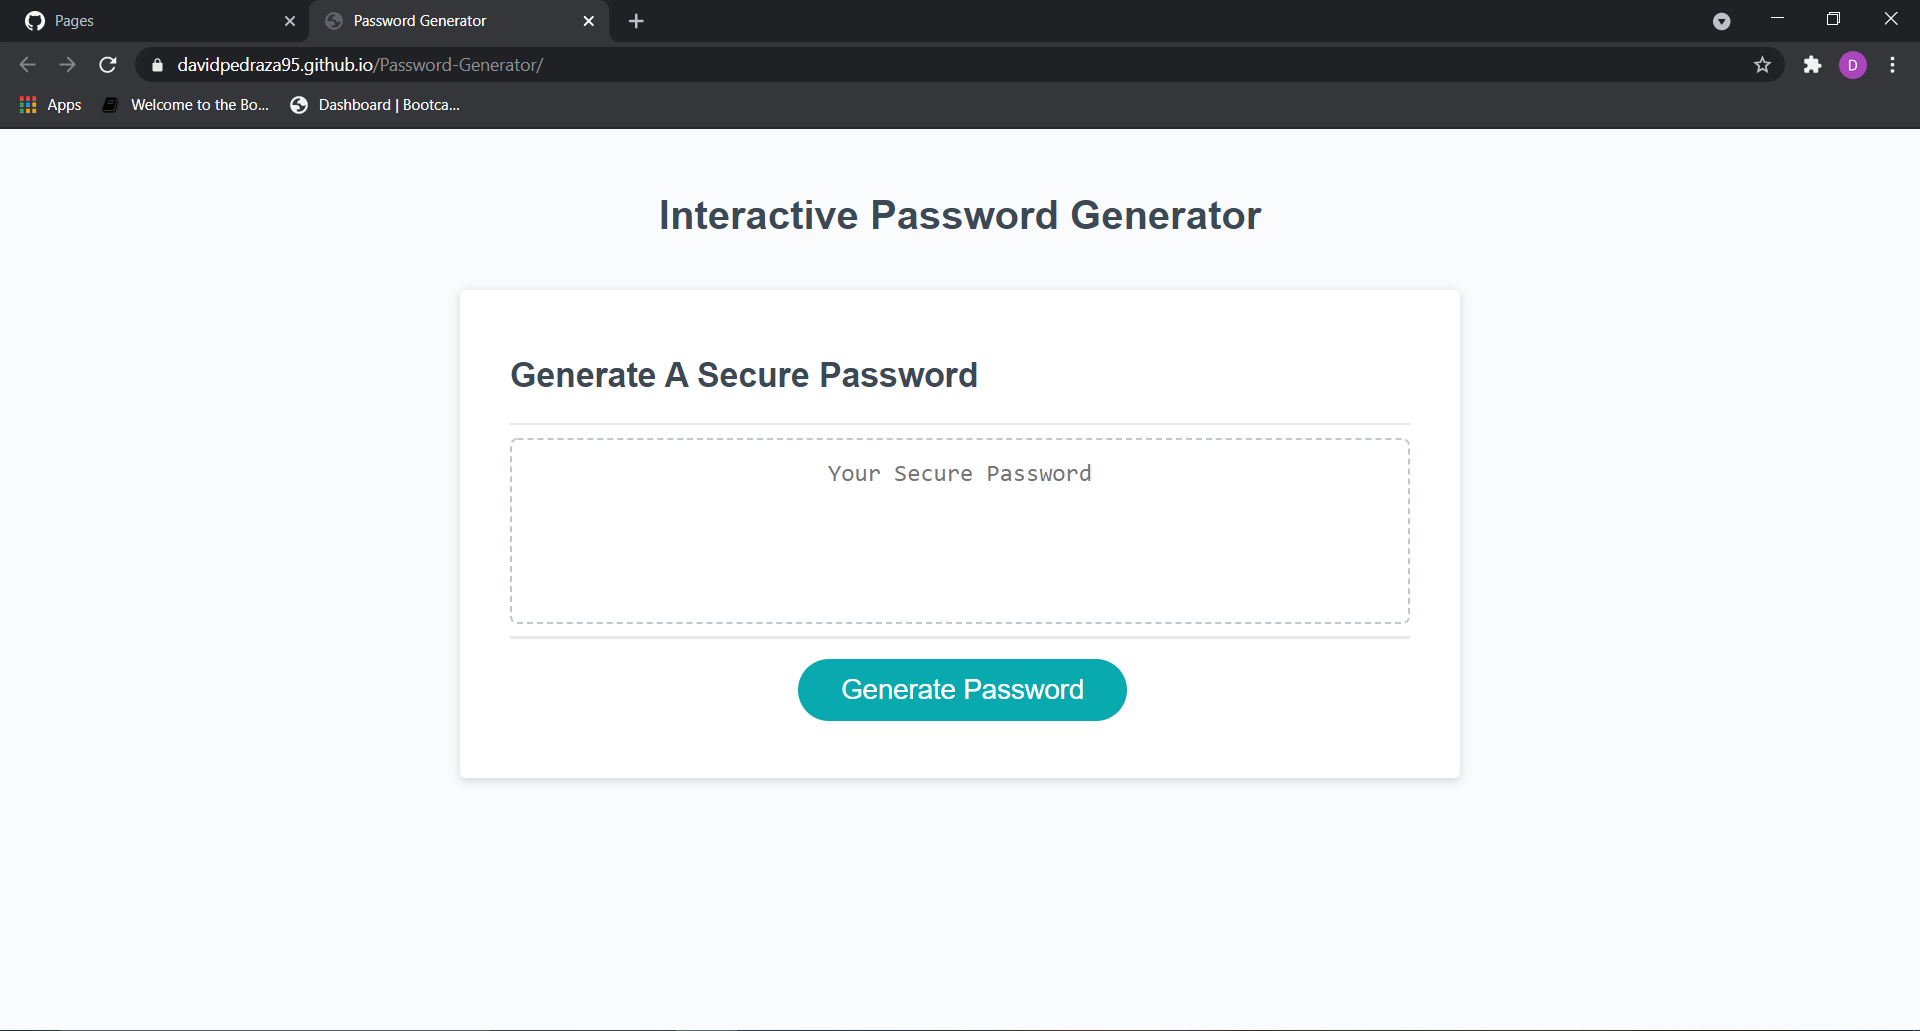 Pages
Password Generator
davidpedraza95.github.io/Password-Generator/
D
Apps
Welcome to the Bo...
Dashboard | Bootca...
Interactive Password Generator
Generate A Secure Password
Your Secure Password
Generate Password